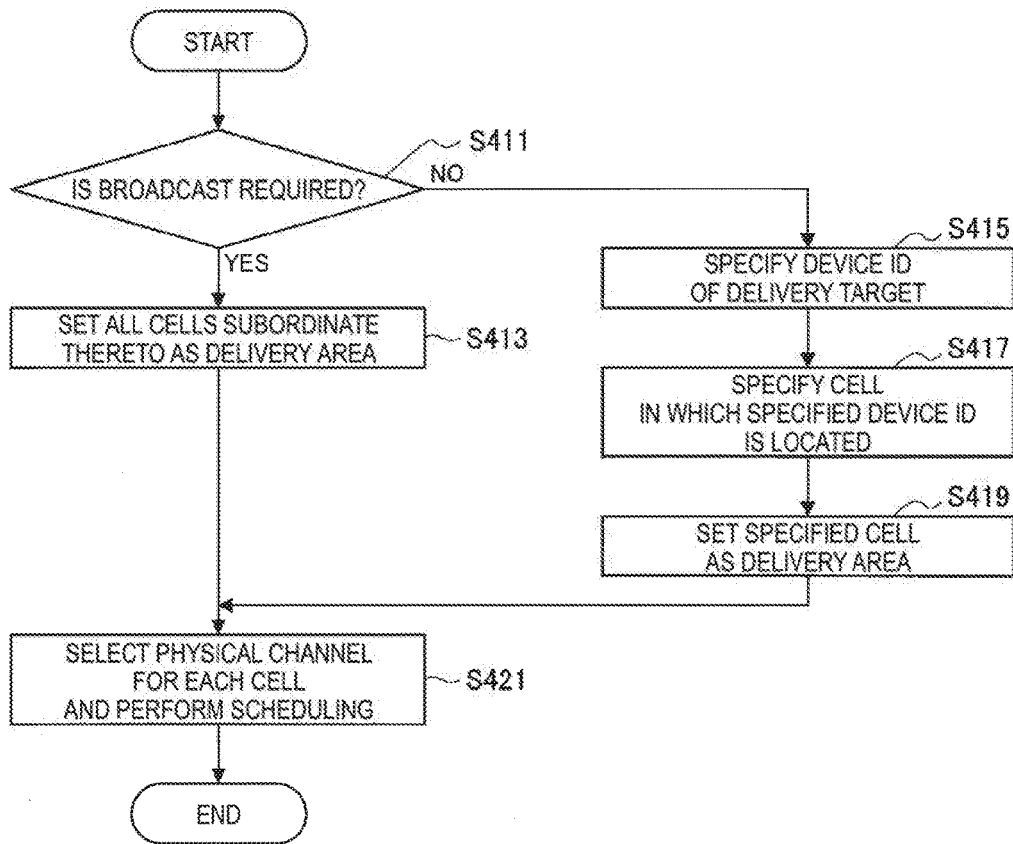 START
S411
IS BROADCAST REQUIRED?
NO
YES
S415
SPECIFY DEVICE ID
OF DELIVERY TARGET
SET ALL CELLS SUBORDINATE
THERETO AS DELIVERY AREA
S413
S417
SPECIFY CELL
IN WHICH SPECIFIED DEVICE ID
IS LOCATED
S419
SET SPECIFIED CELL
AS DELIVERY AREA
SELECT PHYSICAL CHANNEL
FOR EACH CELL
AND PERFORM SCHEDULING
S421
END